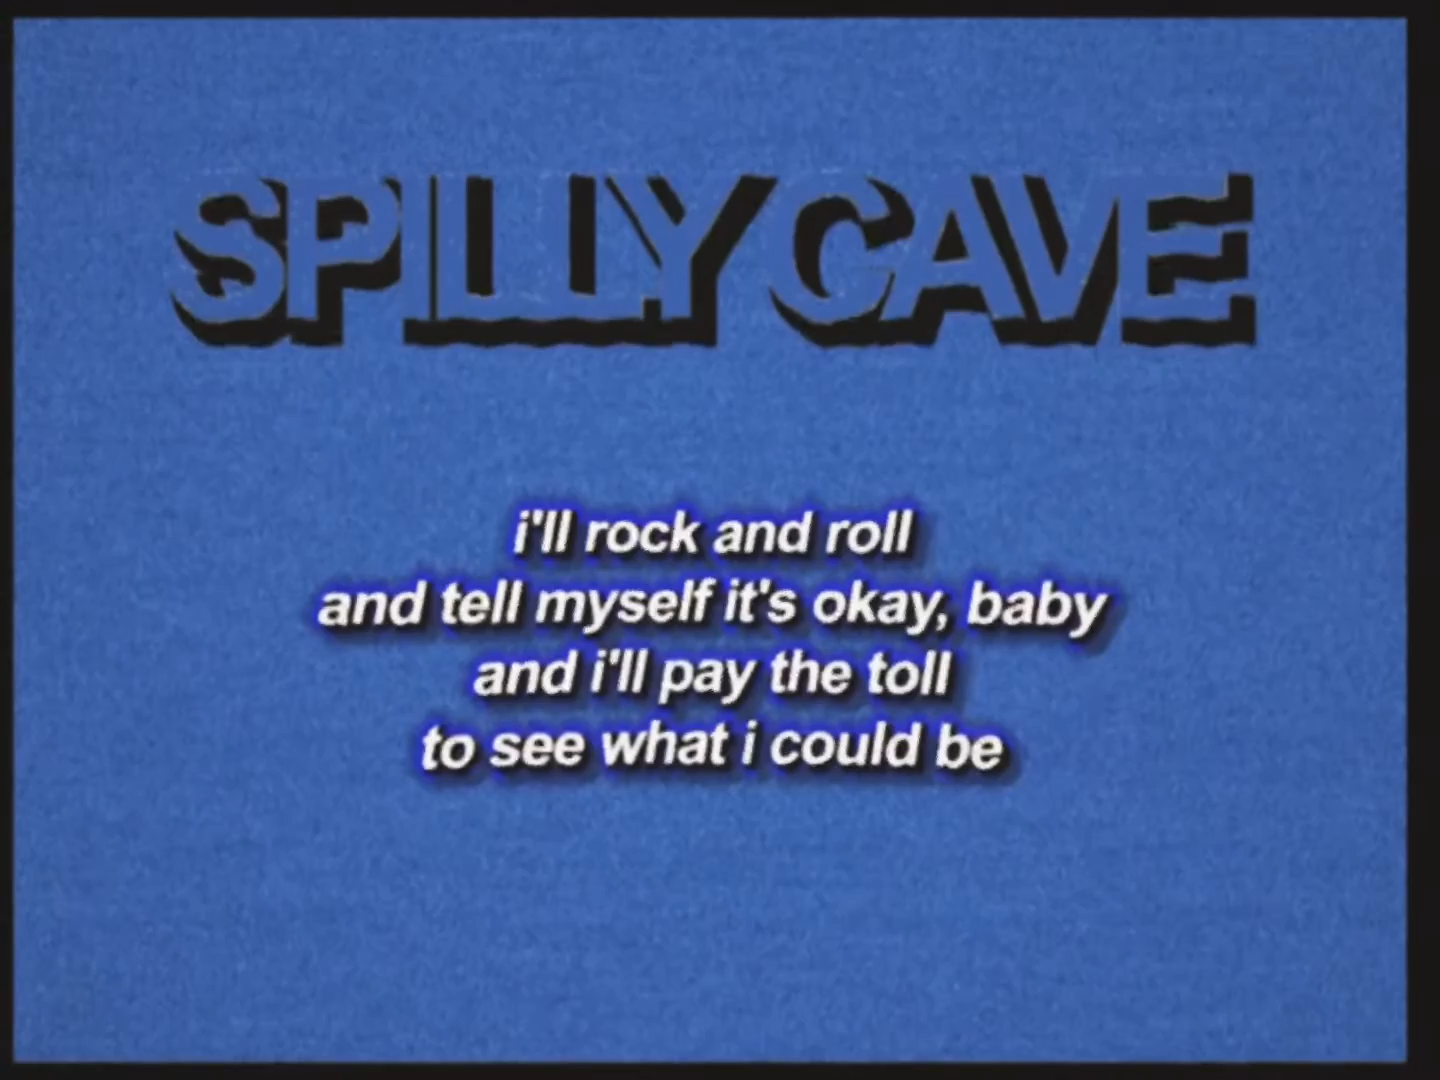 SPILLY CAVE
i'll rock and roll
and tell myself it's okay, baby
and i'll pay the toll
to see what i could be